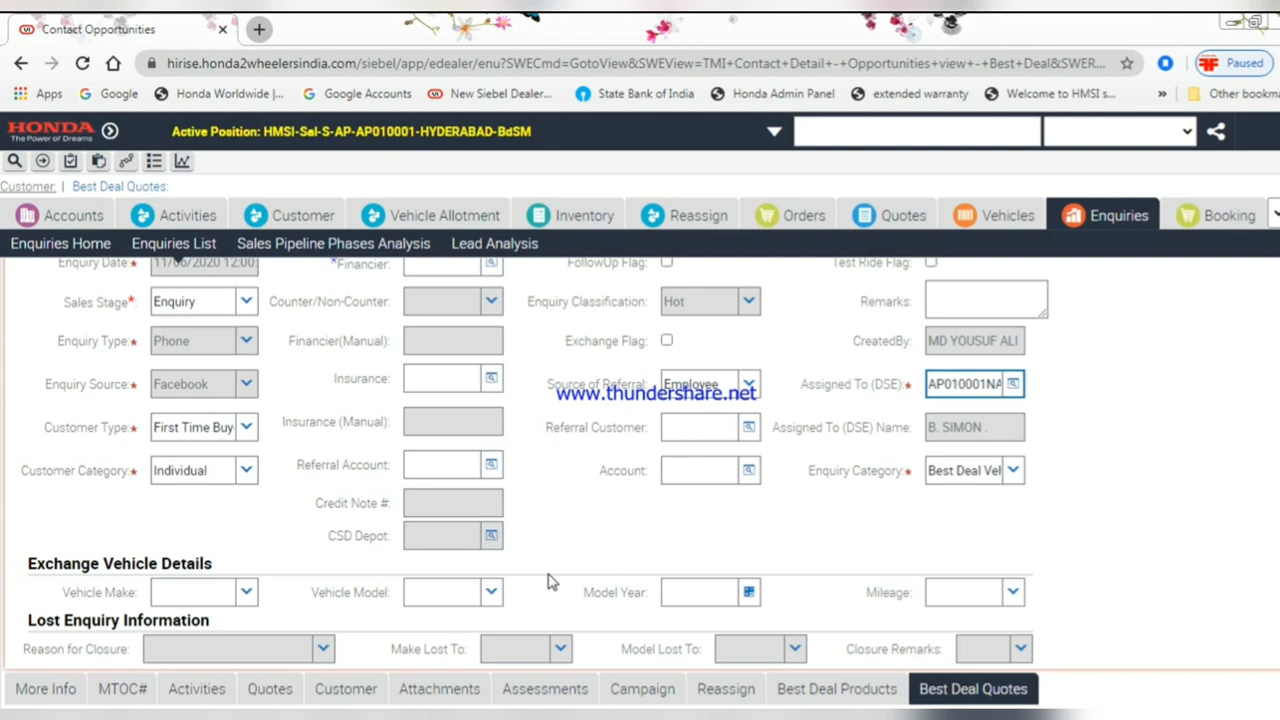 Contact Opportunities
hirise.honda2wheelersindia.com/siebel/app/edealer/enu?SWECmd=GotoView&SWEView=TMI+Contact+Detail+-+Opportunities+view+-+Best+Deal&SWER... Paused
Apps Google Honda Worldwide |... Google Accounts New Siebel Dealer... State Bank of India Honda Admin Panel extended warranty Welcome to HMSI s... » Other bookma
HONDA
The Power of Dreams
Active Position: HMSI-Sal-S-AP-AP010001-HYDERABAD-BdSM
Customer: | Best Deal Quotes:
Accounts Activities Customer Vehicle Allotment Inventory Reassign Orders Quotes Vehicles Enquiries Booking
Enquiries Home Enquiries List Sales Pipeline Phases Analysis Lead Analysis
Enquiry Date:* 11/06/2020 12:00: *Financier: FollowUp Flag: Test Ride Flag:
Sales Stage*: Enquiry Counter/Non-Counter: Enquiry Classification: Hot Remarks:
Enquiry Type:* Phone Financier(Manual): Exchange Flag: CreatedBy: MD YOUSUF ALI
Enquiry Source:* Facebook Insurance: Source of Referral: Employee Assigned To (DSE):* AP010001NA
www.thundershare.net
Customer Type:* First Time Buy Insurance (Manual): Referral Customer: Assigned To (DSE) Name: B. SIMON .
Customer Category:* Individual Referral Account: Account: Enquiry Category:* Best Deal Veh
Credit Note #:
CSD Depot:
Exchange Vehicle Details
Vehicle Make: Vehicle Model: Model Year: Mileage:
Lost Enquiry Information
Reason for Closure: Make Lost To: Model Lost To: Closure Remarks:
More Info MTOC# Activities Quotes Customer Attachments Assessments Campaign Reassign Best Deal Products Best Deal Quotes